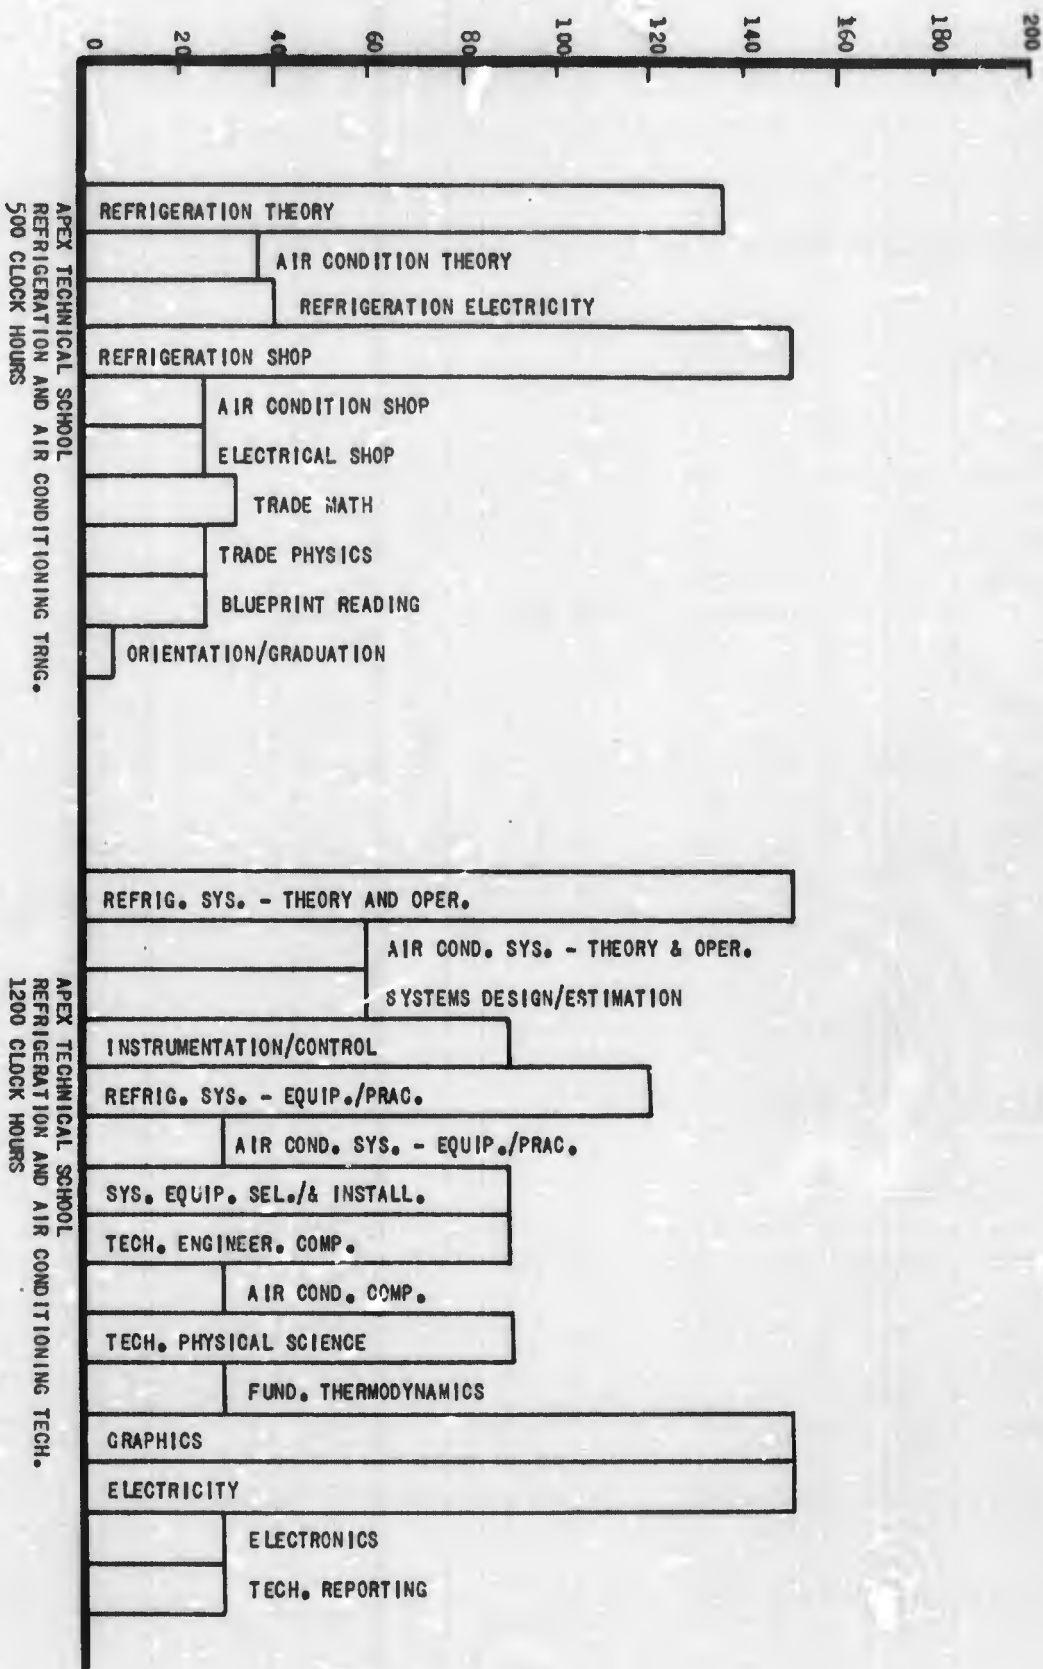 0
20
40
60
80
100
120
140
160
180
200
REFRIGERATION THEORY
AIR CONDITION THEORY
REFRIGERATION ELECTRICITY
REFRIGERATION SHOP
AIR CONDITION SHOP
ELECTRICAL SHOP
TRADE MATH
TRADE PHYSICS
BLUEPRINT READING
ORIENTATION/GRADUATION
APEX TECHNICAL SCHOOL
REFRIGERATION AND AIR CONDITIONING TRNG.
500 CLOCK HOURS
REFRIG. SYS. - THEORY AND OPER.
AIR COND. SYS. - THEORY & OPER.
SYSTEMS DESIGN/ESTIMATION
INSTRUMENTATION/CONTROL
REFRIG. SYS. - EQUIP./PRAC.
AIR COND. SYS. - EQUIP./PRAC.
SYS. EQUIP. SEL./& INSTALL.
TECH. ENGINEER. COMP.
AIR COND. COMP.
TECH. PHYSICAL SCIENCE
FUND. THERMODYNAMICS
GRAPHICS
ELECTRICITY
ELECTRONICS
TECH. REPORTING
APEX TECHNICAL SCHOOL
REFRIGERATION AND AIR CONDITIONING TECH.
1200 CLOCK HOURS